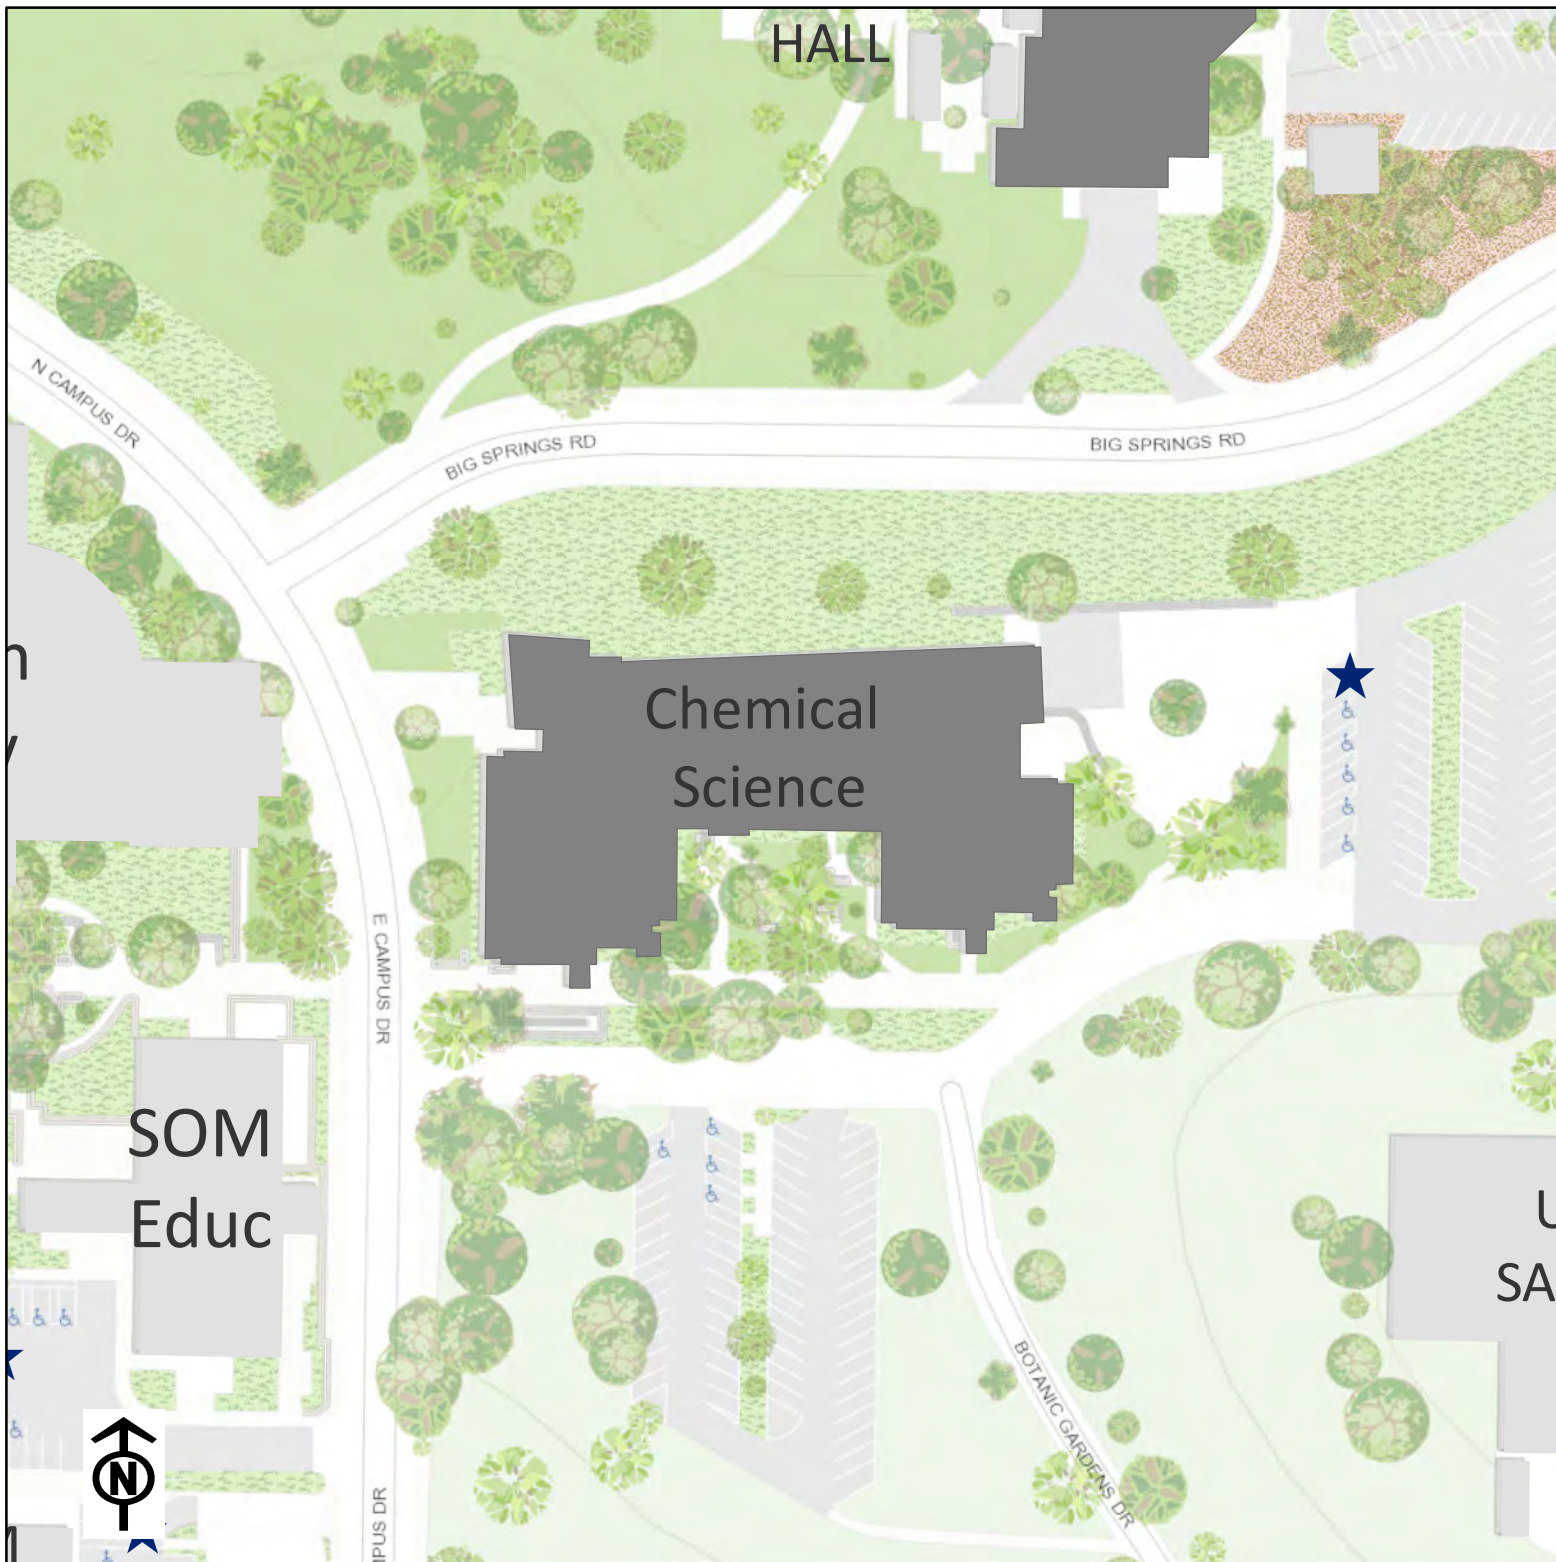 HALL
N CAMPUS DR
BIG SPRINGS RD
BIG SPRINGS RD
Chemical
Science
E CAMPUS DR
SOM
Educ
SA
BOTANIC GARDENS DR
N